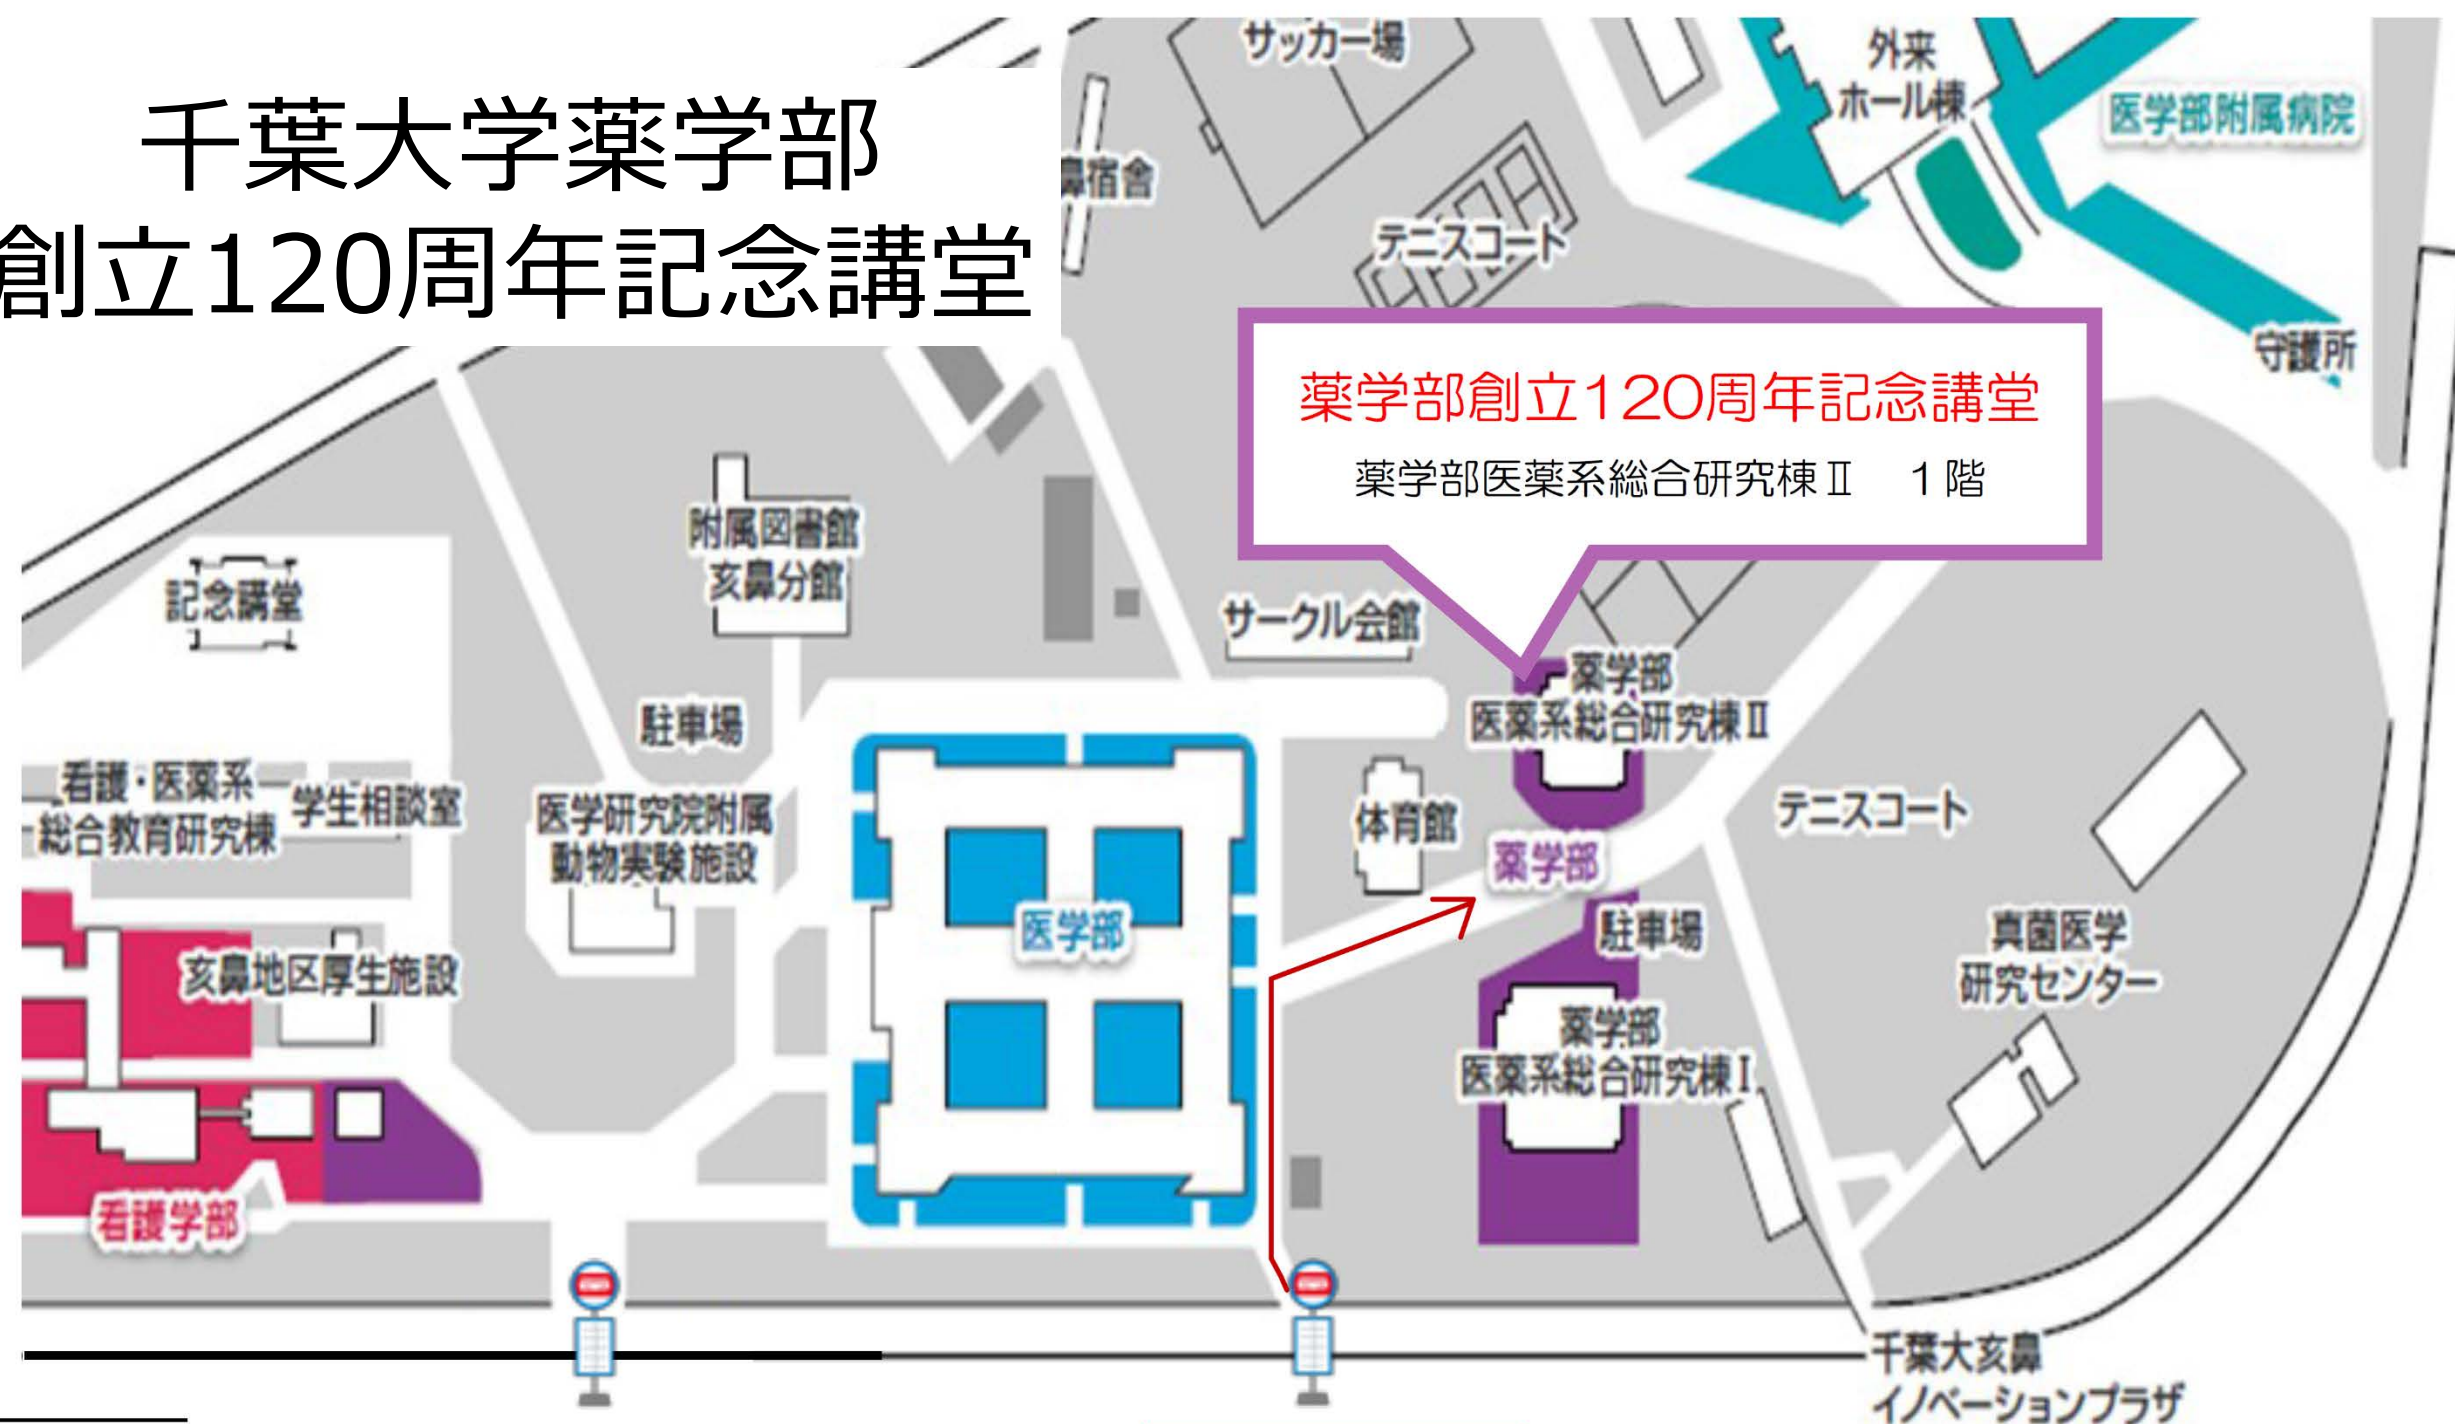 千葉大学薬学部
創立120周年記念講堂
サッカー場
外来
ホール棟
医学部附属病院
鼻宿舎
テニスコート
守護所
薬学部創立120周年記念講堂
薬学部医薬系総合研究棟Ⅱ　1階
附属図書館
亥鼻分館
記念講堂
サークル会館
薬学部
医薬系総合研究棟Ⅱ
駐車場
看護・医薬系
総合教育研究棟
学生相談室
医学研究院附属
動物実験施設
体育館
テニスコート
薬学部
医学部
駐車場
真菌医学
研究センター
亥鼻地区厚生施設
薬学部
医薬系総合研究棟Ⅰ
看護学部
千葉大亥鼻
イノベーションプラザ